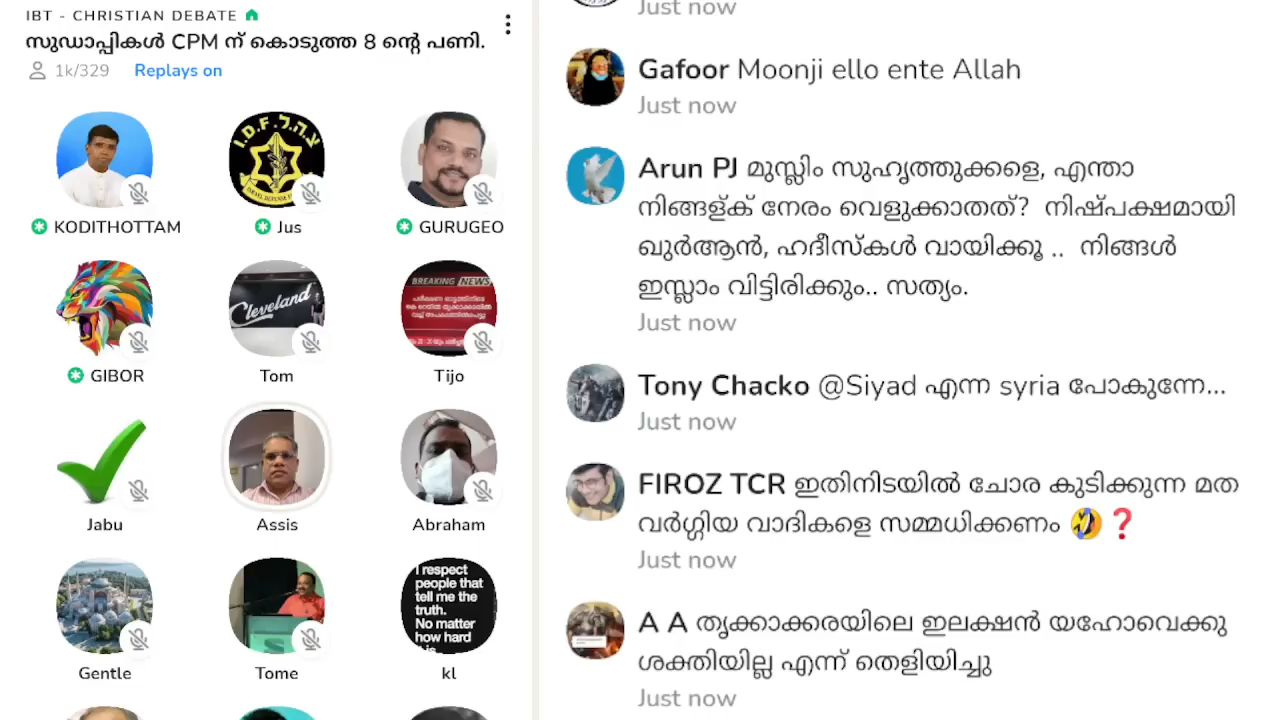 IBT - CHRISTIAN DEBATE
സുഡാപ്പികൾ CPM ന് കൊടുത്ത 8 ന്റെ പണി.
1k/329 Replays on
I.D.F. צ.ה.ל.
KODITHOTTAM
Jus
GURUGEO
Cleveland
BREAKING NEWS
GIBOR
Tom
Tijo
Jabu
Assis
Abraham
I respect
people that
tell me the
truth.
No matter
how hard
Gentle
Tome
kl
Just now
Gafoor Moonji ello ente Allah
Just now
Arun PJ മുസ്ലിം സുഹൃത്തുക്കളെ, എന്താ
നിങ്ങള്ക് നേരം വെളുക്കാതത്? നിഷ്പക്ഷമായി
ഖുർആൻ, ഹദീസ്കൾ വായിക്കൂ .. നിങ്ങൾ
ഇസ്ലാം വിട്ടിരിക്കും.. സത്യം.
Just now
Tony Chacko @Siyad എന്ന syria പോകുന്നേ...
Just now
FIROZ TCR ഇതിനിടയിൽ ചോര കുടിക്കുന്ന മത
വർഗ്ഗിയ വാദികളെ സമ്മധിക്കണം 🤣❓
Just now
A A തൃക്കാക്കരയിലെ ഇലക്ഷൻ യഹോവെക്കു
ശക്തിയില്ല എന്ന് തെളിയിച്ചു
Just now